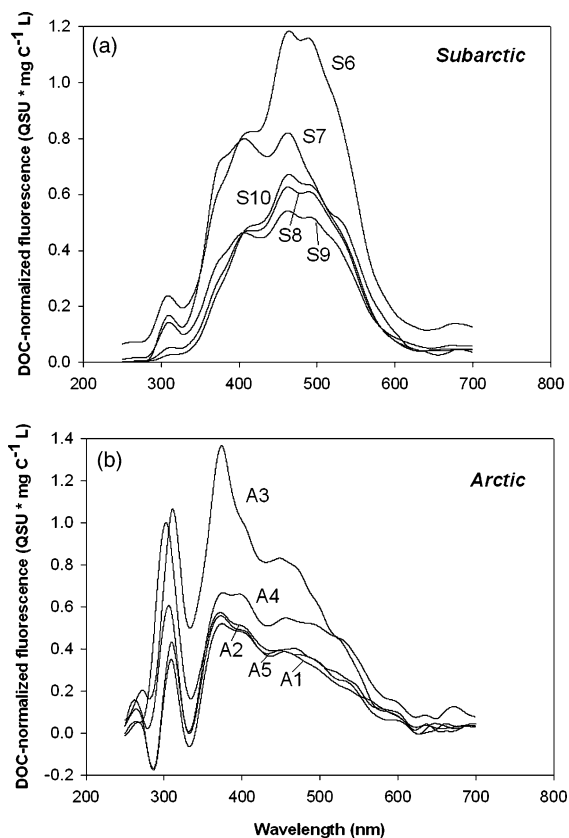 (a)
Subarctic
DOC-normalized fluorescence (QSU * mg C⁻¹ L)
1.2
1.0
0.8
0.6
0.4
0.2
0.0
S6
S7
S10
S8
S9
200 300 400 500 600 700 800
(b)
Arctic
DOC-normalized fluorescence (QSU * mg C⁻¹ L)
1.4
1.2
1.0
0.8
0.6
0.4
0.2
0.0
-0.2
A3
A4
A2
A5
A1
200 300 400 500 600 700 800
Wavelength (nm)